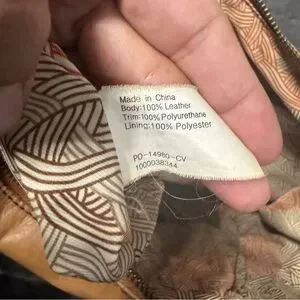 Made in China
Body:100% Leather
Trim:100% Polyurethane
Lining:100% Polyester
PO-14980-CV
1000038344